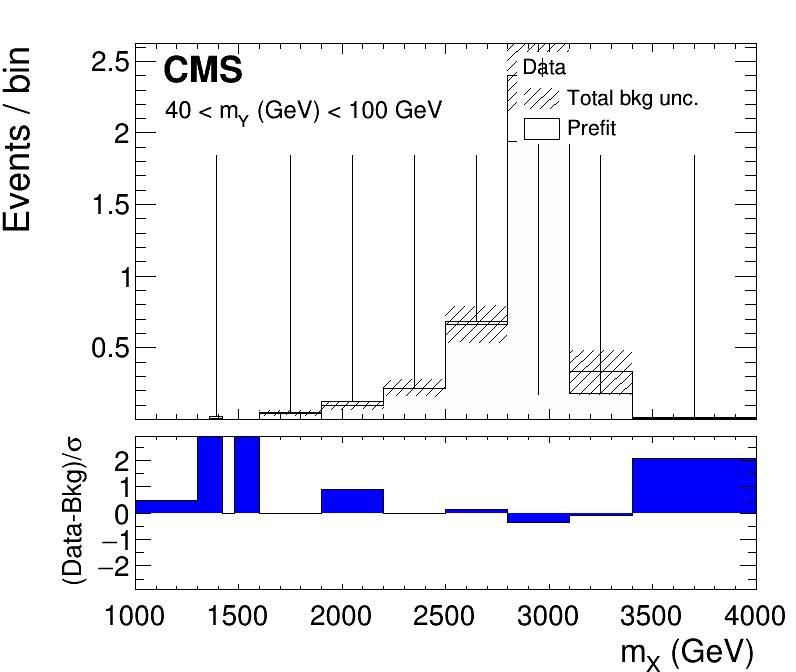 CMS
40 < mY (GeV) < 100 GeV
Data
Total bkg unc.
Prefit
Events / bin
2.5
2
1.5
1
0.5
(Data-Bkg)/σ
2
1
0
−1
−2
1000 1500 2000 2500 3000 3500 4000
mX (GeV)